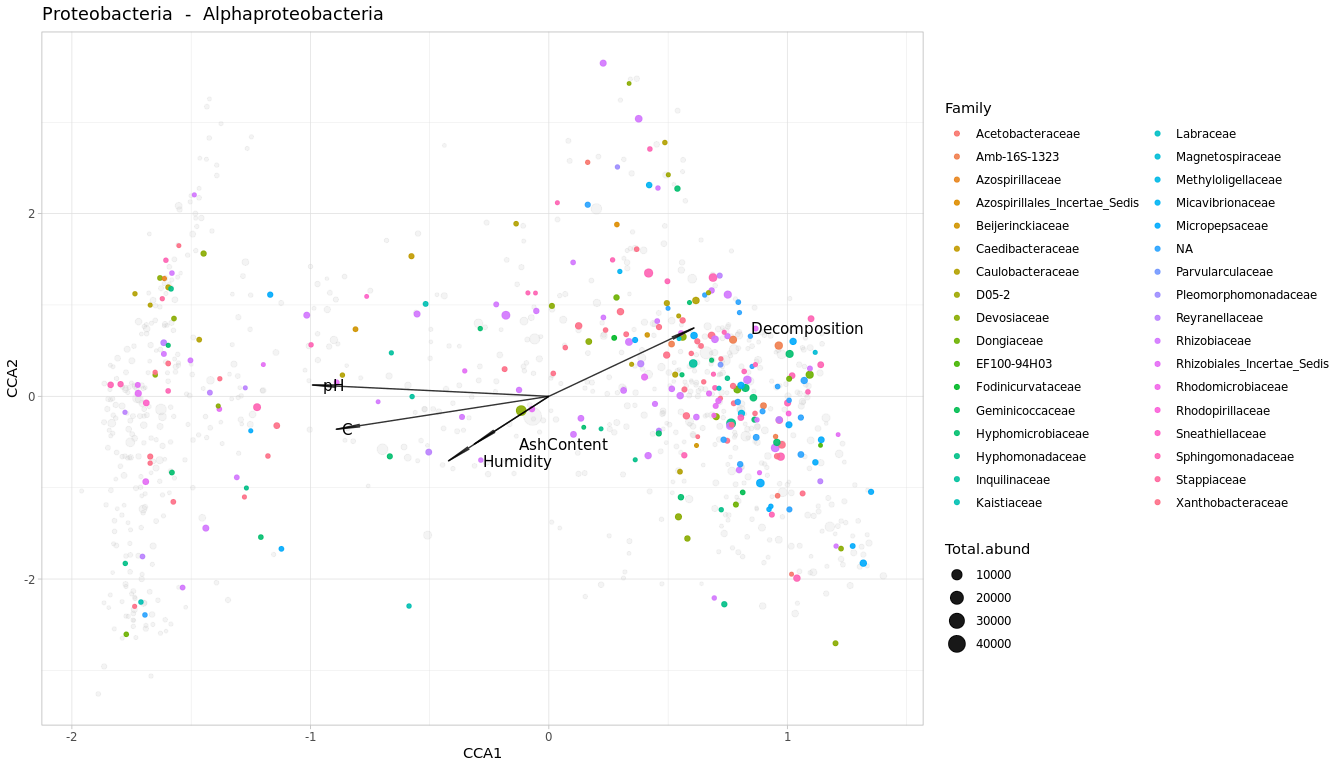 Proteobacteria - Alphaproteobacteria
CCA2
2
0
-2
-2
-1
0
1
CCA1
Decomposition
pH
C
AshContent
Humidity
Family
Acetobacteraceae
Amb-16S-1323
Azospirillaceae
Azospirillales_Incertae_Sedis
Beijerinckiaceae
Caedibacteraceae
Caulobacteraceae
D05-2
Devosiaceae
Dongiaceae
EF100-94H03
Fodinicurvataceae
Geminicoccaceae
Hyphomicrobiaceae
Hyphomonadaceae
Inquilinaceae
Kaistiaceae
Labraceae
Magnetospiraceae
Methyloligellaceae
Micavibrionaceae
Micropepsaceae
NA
Parvularculaceae
Pleomorphomonadaceae
Reyranellaceae
Rhizobiaceae
Rhizobiales_Incertae_Sedis
Rhodomicrobiaceae
Rhodopirillaceae
Sneathiellaceae
Sphingomonadaceae
Stappiaceae
Xanthobacteraceae
Total.abund
10000
20000
30000
40000